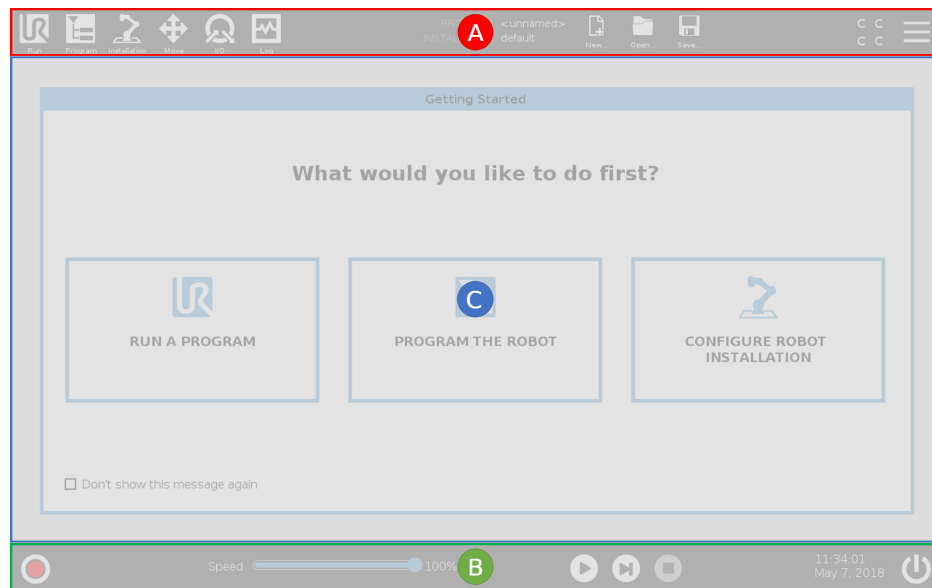 Run Program Installation Move I/O Log
A
<unnamed>
default
New... Open... Save...
C C
C C
Getting Started
What would you like to do first?
C
RUN A PROGRAM
PROGRAM THE ROBOT
CONFIGURE ROBOT
INSTALLATION
Don't show this message again
Speed
100%
B
11:34:01
May 7, 2018